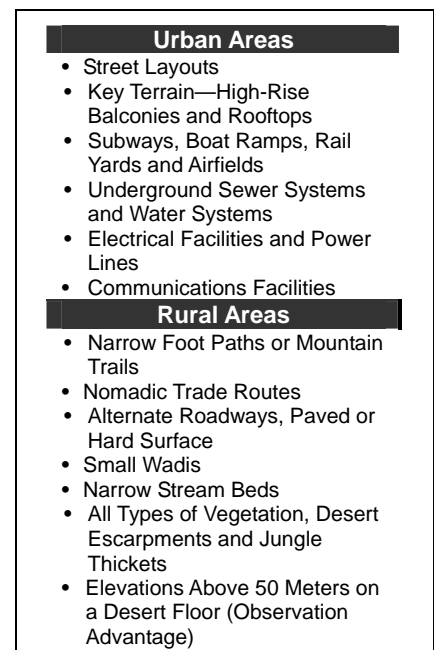 Urban Areas
• Street Layouts
• Key Terrain—High-Rise
Balconies and Rooftops
• Subways, Boat Ramps, Rail
Yards and Airfields
• Underground Sewer Systems
and Water Systems
• Electrical Facilities and Power
Lines
• Communications Facilities
Rural Areas
• Narrow Foot Paths or Mountain
Trails
• Nomadic Trade Routes
• Alternate Roadways, Paved or
Hard Surface
• Small Wadis
• Narrow Stream Beds
• All Types of Vegetation, Desert
Escarpments and Jungle
Thickets
• Elevations Above 50 Meters on
a Desert Floor (Observation
Advantage)